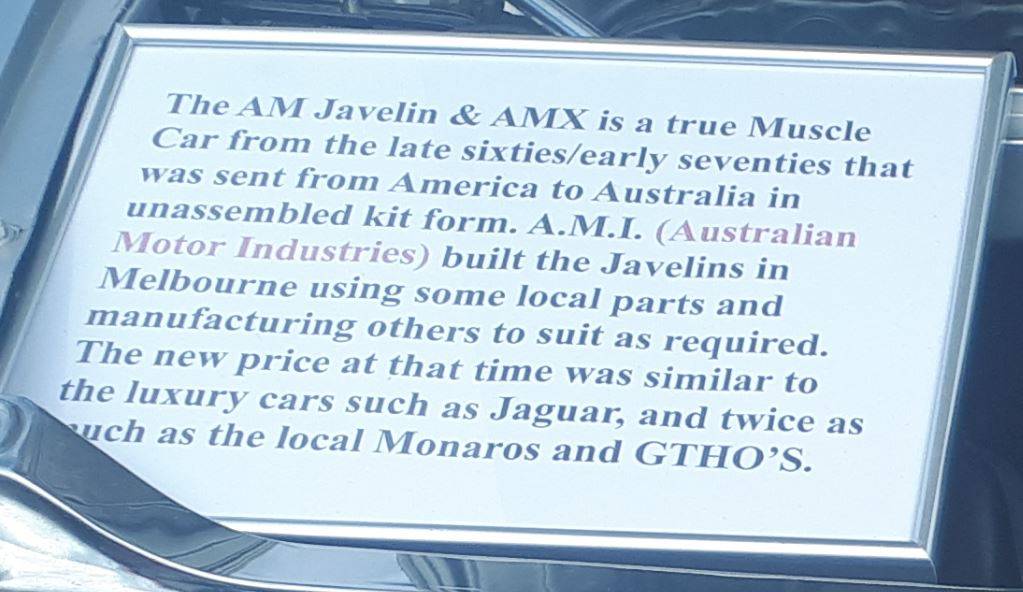 The AM Javelin & AMX is a true Muscle
Car from the late sixties/early seventies that
was sent from America to Australia in
unassembled kit form. A.M.I. (Australian
Motor Industries) built the Javelins in
Melbourne using some local parts and
manufacturing others to suit as required.
The new price at that time was similar to
the luxury cars such as Jaguar, and twice as
much as the local Monaros and GTHO'S.